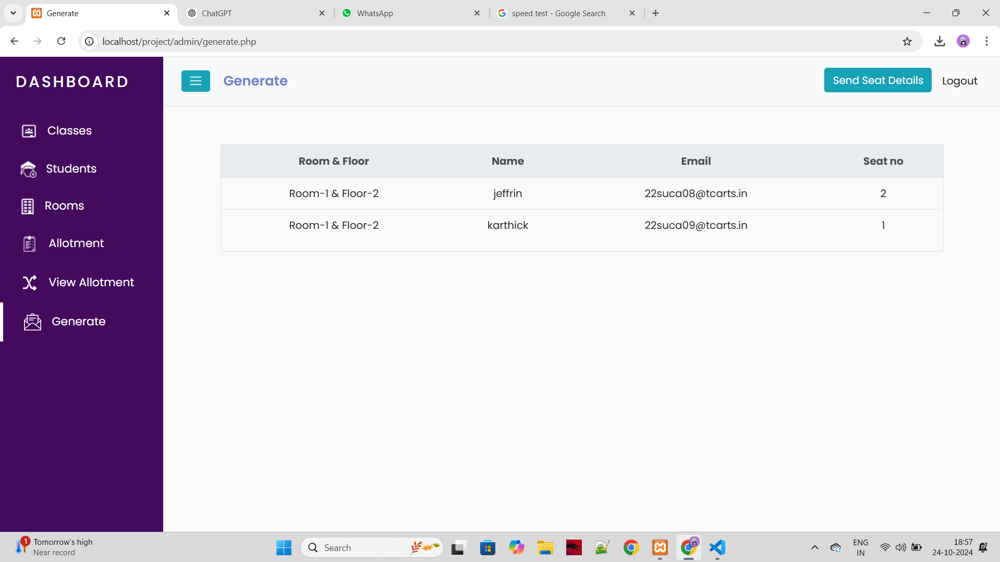 Generate
ChatGPT
WhatsApp
speed test - Google Search
localhost/project/admin/generate.php
DASHBOARD
Generate
Send Seat Details
Logout
Classes
Students
Rooms
Allotment
View Allotment
Generate
Room & Floor Name Email Seat no
Room-1 & Floor-2 jeffrin 22suca08@tcarts.in 2
Room-1 & Floor-2 karthick 22suca09@tcarts.in 1
1
Tomorrow's high
Near record
Search
ENG
IN
18:57
24-10-2024